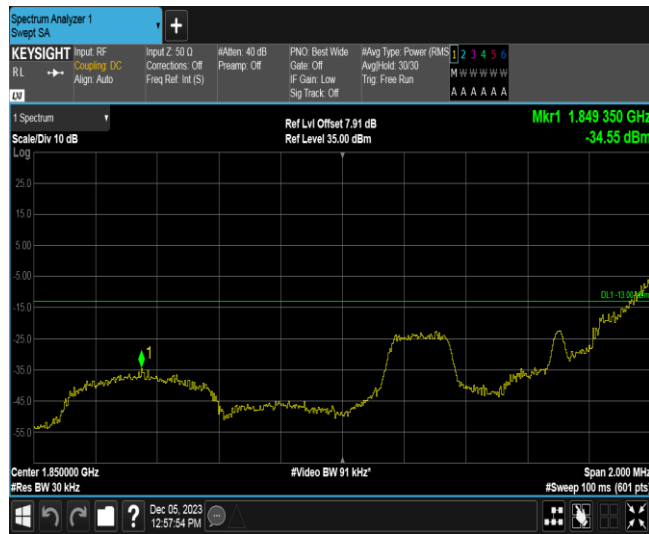 Spectrum Analyzer 1
Swept SA
+
KEYSIGHT
RL
LXI
Input: RF
Coupling: DC
Align: Auto
Input Z: 50 Ω
Corrections: Off
Freq Ref: Int (S)
#Atten: 40 dB
Preamp: Off
PNO: Best Wide
Gate: Off
IF Gain: Low
Sig Track: Off
#Avg Type: Power (RMS
Avg|Hold: 30/30
Trig: Free Run
1 2 3 4 5 6
M W W W W W
A A A A A A
1 Spectrum
Scale/Div 10 dB
Log
Ref Lvl Offset 7.91 dB
Ref Level 35.00 dBm
Mkr1 1.849 350 GHz
-34.55 dBm
25.0
15.0
5.00
-5.00
DL1 -13.00 dBm
-15.0
-25.0
1
-35.0
-45.0
-55.0
Center 1.850000 GHz
#Res BW 30 kHz
#Video BW 91 kHz*
Span 2.000 MHz
#Sweep 100 ms (601 pts
?
Dec 05, 2023
12:57:54 PM